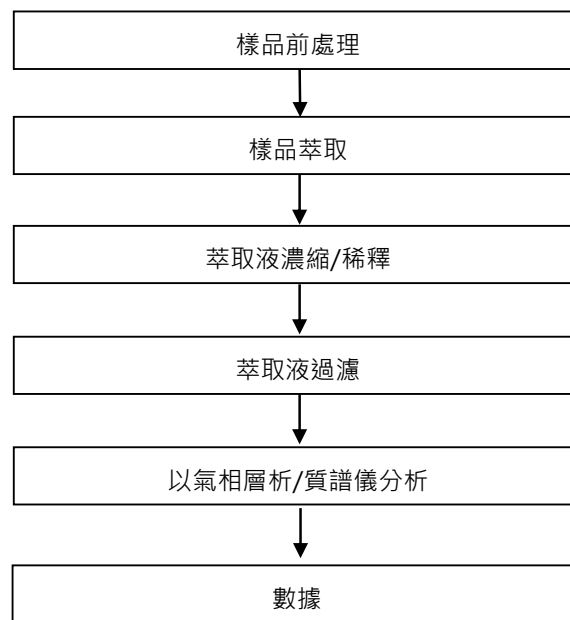 樣品前處理
樣品萃取
萃取液濃縮/稀釋
萃取液過濾
以氣相層析/質譜儀分析
數據